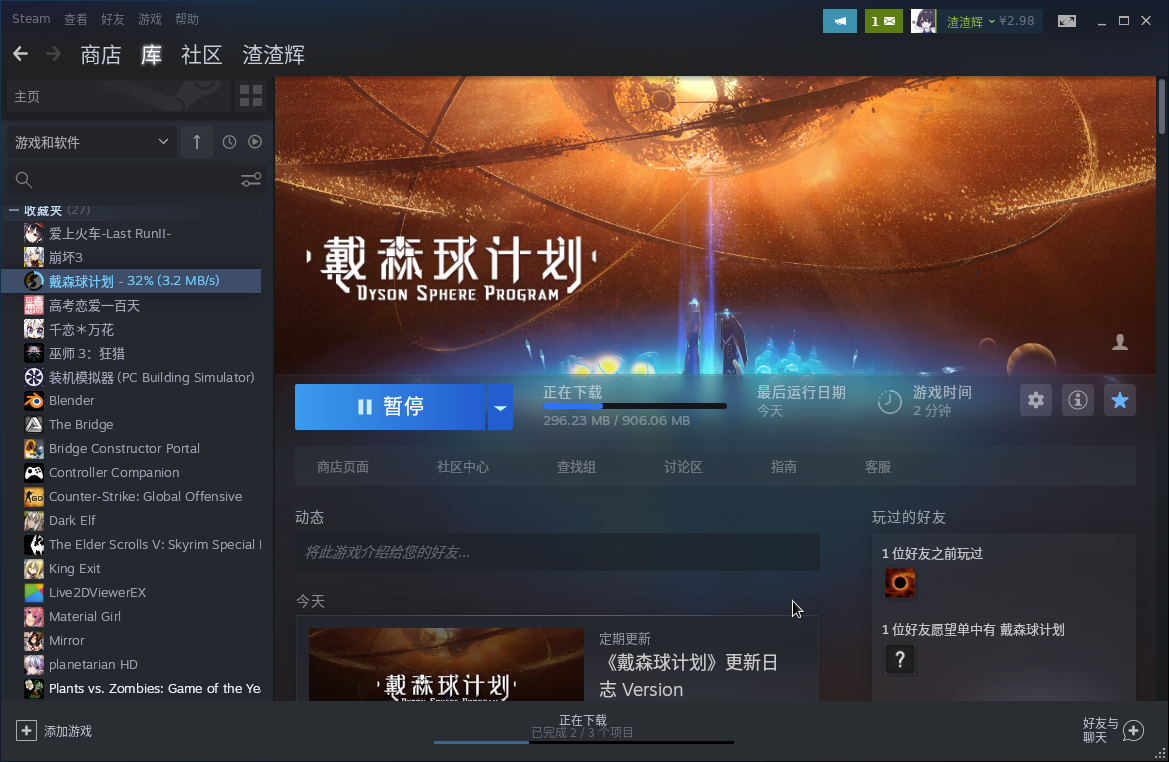 Steam 查看 好友 游戏 帮助
1 渣渣辉 ¥2.98
商店 库 社区 渣渣辉
主页
游戏和软件
收藏夹 (27)
爱上火车-Last Run!!-
崩坏3
戴森球计划 - 32% (3.2 MB/s)
高考恋爱一百天
千恋＊万花
巫师 3：狂猎
装机模拟器 (PC Building Simulator)
Blender
The Bridge
Bridge Constructor Portal
Controller Companion
Counter-Strike: Global Offensive
Dark Elf
The Elder Scrolls V: Skyrim Special
King Exit
Live2DViewerEX
Material Girl
Mirror
planetarian HD
Plants vs. Zombies: Game of the Ye
添加游戏
戴森球计划
DYSON SPHERE PROGRAM
暂停
正在下载
296.23 MB / 906.06 MB
最后运行日期
今天
游戏时间
2 分钟
商店页面 社区中心 查找组 讨论区 指南 客服
动态
将此游戏介绍给您的好友...
今天
戴森球计划
定期更新
《戴森球计划》更新日
志 Version
玩过的好友
1 位好友之前玩过
1 位好友愿望单中有 戴森球计划
?
正在下载
已完成 2 / 3 个项目
好友与
聊天